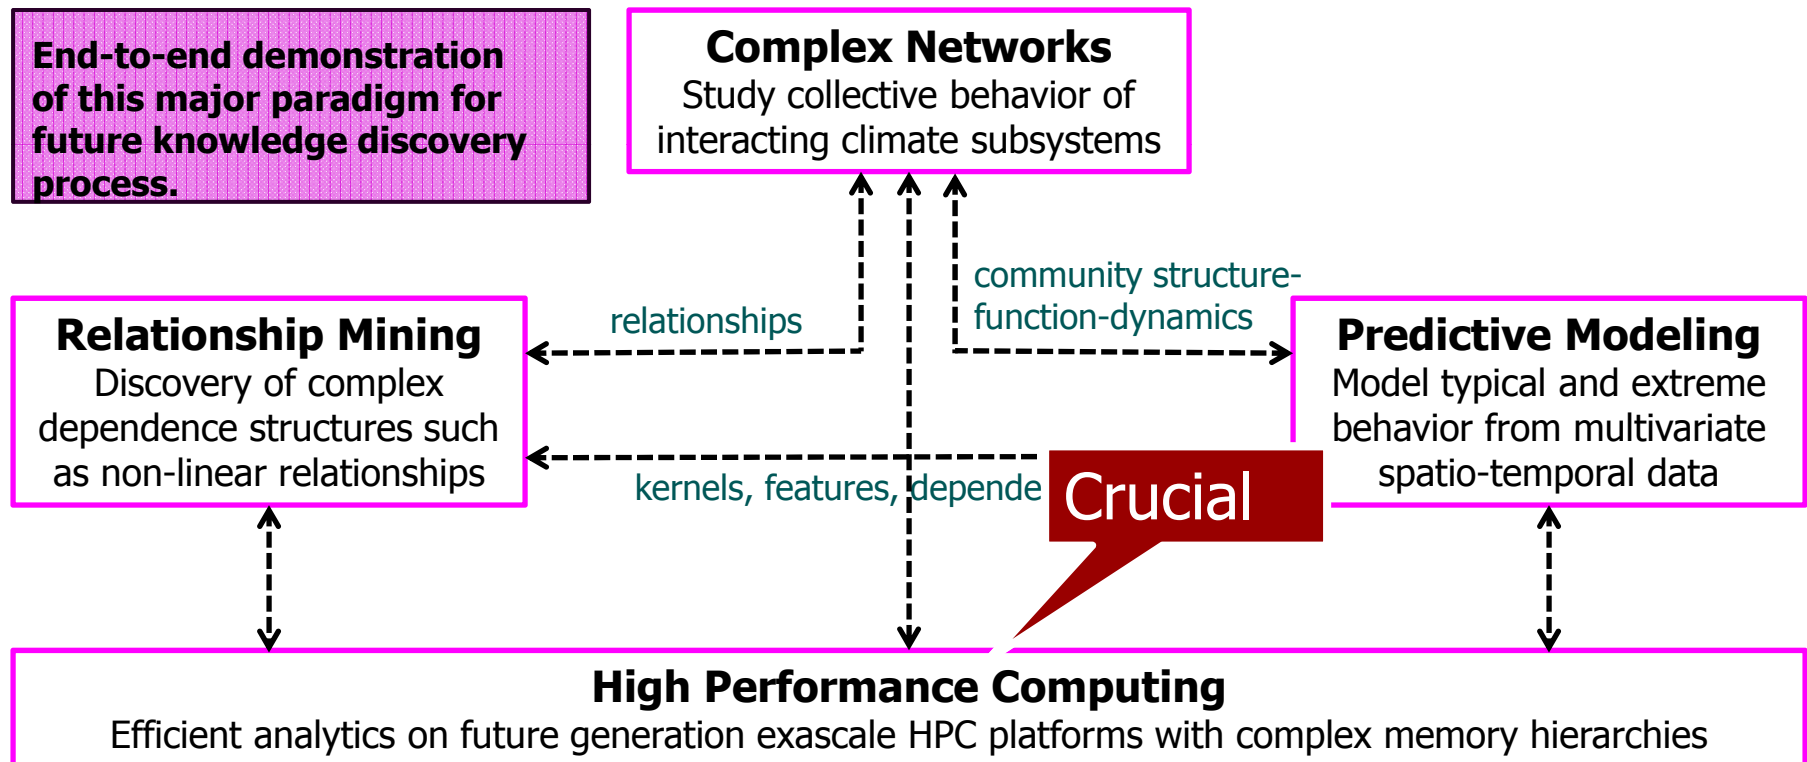 End-to-end demonstration
of this major paradigm for
future knowledge discovery
process.
Complex Networks
Study collective behavior of
interacting climate subsystems
relationships
community structure-
function-dynamics
Relationship Mining
Discovery of complex
dependence structures such
as non-linear relationships
Predictive Modeling
Model typical and extreme
behavior from multivariate
spatio-temporal data
kernels, features, depende
Crucial
High Performance Computing
Efficient analytics on future generation exascale HPC platforms with complex memory hierarchies